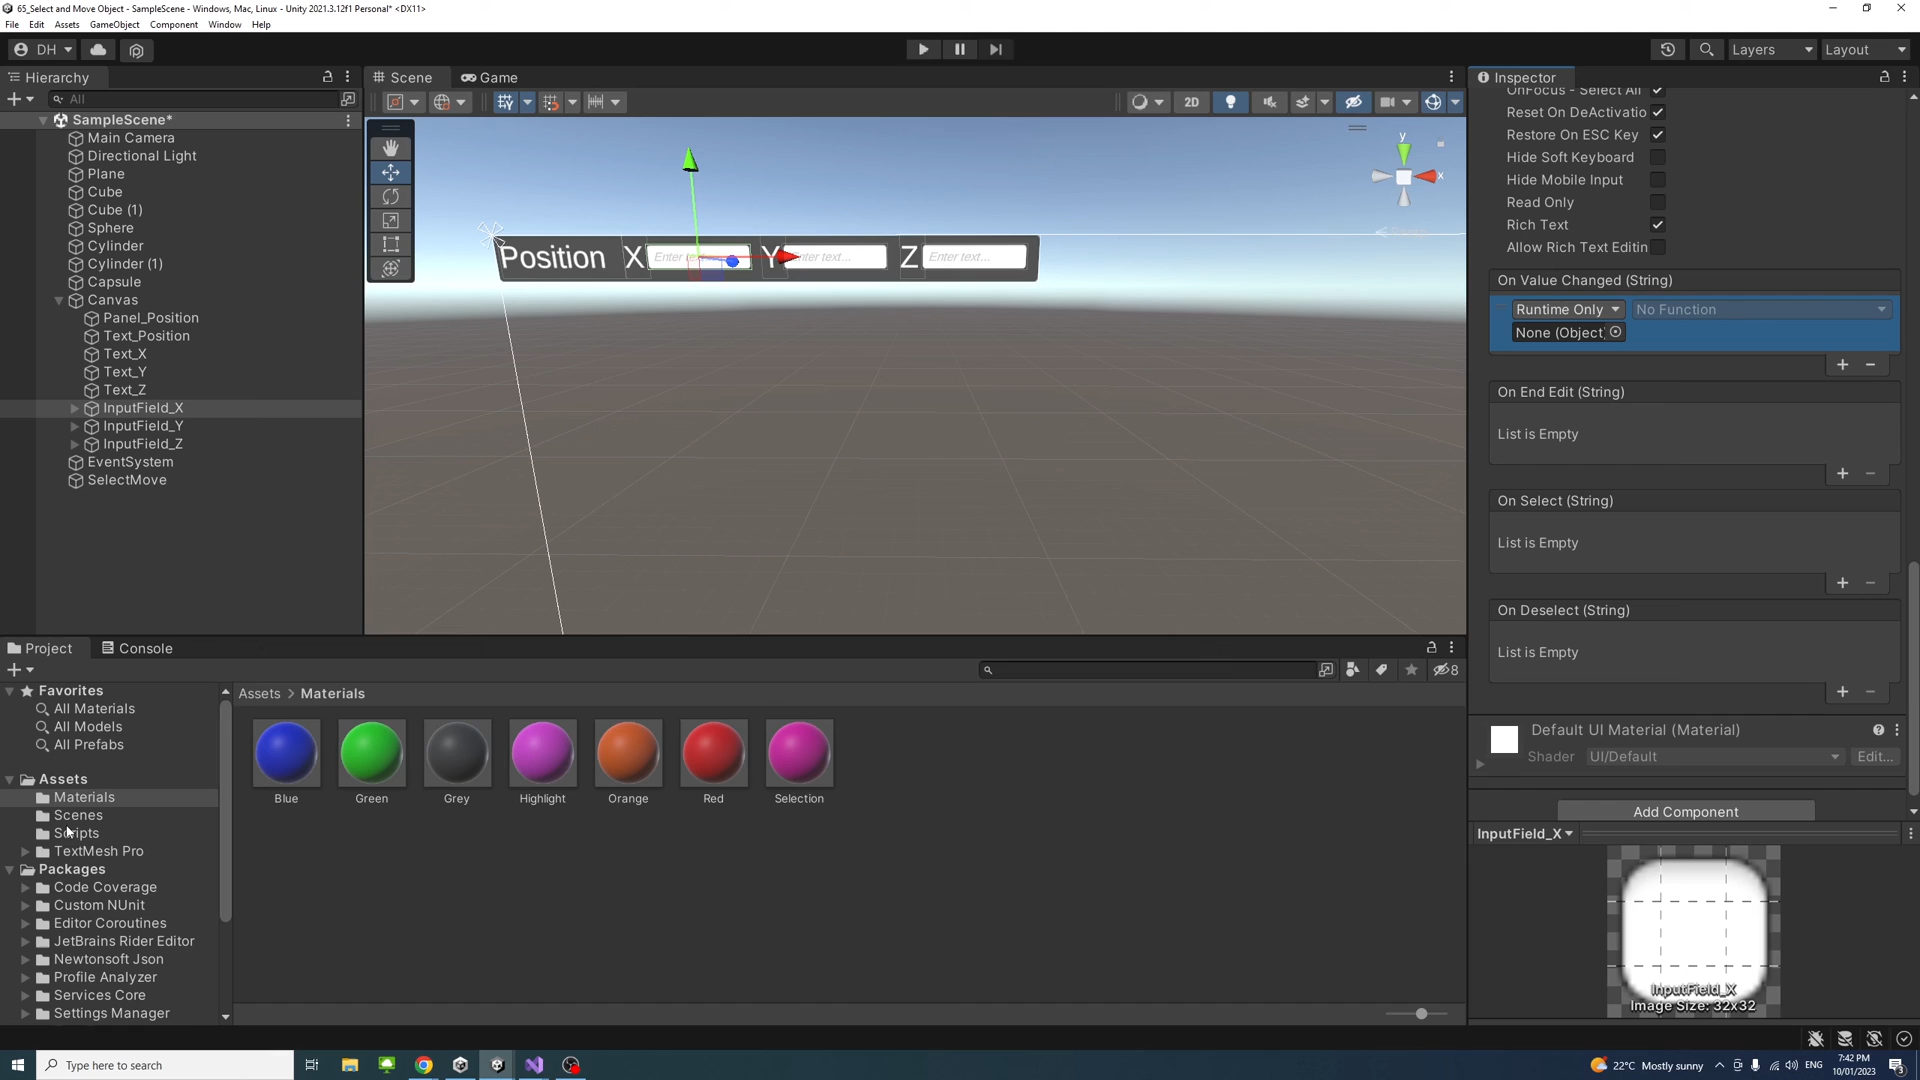 65_Select and Move Object - SampleScene - Windows, Mac, Linux - Unity 2021.3.12f1 Personal* <DX11>
File Edit Assets GameObject Component Window Help
DH Layers Layout
Hierarchy
All
SampleScene*
Main Camera
Directional Light
Plane
Cube
Cube (1)
Sphere
Cylinder
Cylinder (1)
Capsule
Canvas
Panel_Position
Text_Position
Text_X
Text_Y
Text_Z
InputField_X
InputField_Y
InputField_Z
EventSystem
SelectMove
Scene Game
2D
y
x
Position X Enter Y nter text... Z Enter text...
Inspector
OnFocus - Select All
Reset On DeActivatio
Restore On ESC Key
Hide Soft Keyboard
Hide Mobile Input
Read Only
Rich Text
Allow Rich Text Editin
On Value Changed (String)
Runtime Only No Function
None (Object)
On End Edit (String)
List is Empty
On Select (String)
List is Empty
On Deselect (String)
List is Empty
Default UI Material (Material)
Shader UI/Default Edit...
Add Component
InputField_X
InputField_X
Image Size: 32x32
Project Console
8
Favorites
All Materials
All Models
All Prefabs
Assets
Materials
Scenes
Scripts
TextMesh Pro
Packages
Code Coverage
Custom NUnit
Editor Coroutines
JetBrains Rider Editor
Newtonsoft Json
Profile Analyzer
Services Core
Settings Manager
Assets > Materials
Blue Green Grey Highlight Orange Red Selection
Type here to search
22°C Mostly sunny ENG
7:42 PM
10/01/2023
3